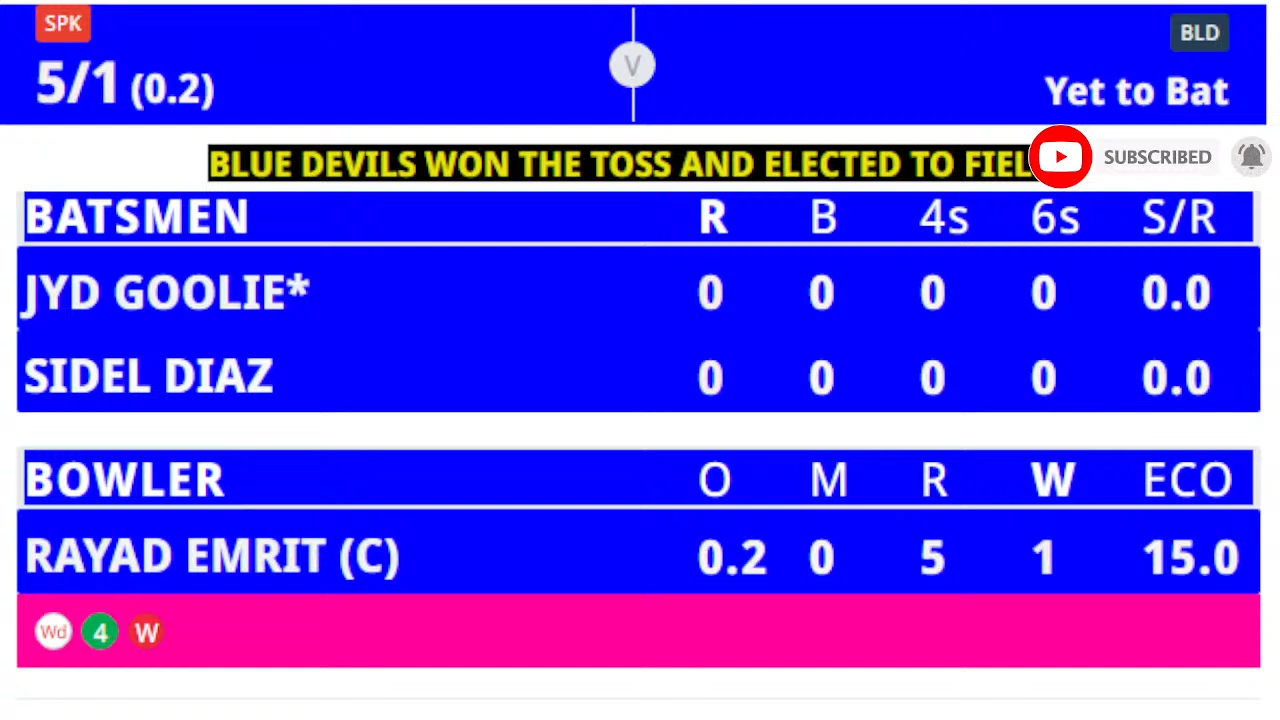 SPK
BLD
V
5/1 (0.2)
Yet to Bat
BLUE DEVILS WON THE TOSS AND ELECTED TO FIEL
SUBSCRIBED
BATSMEN R B 4s 6s S/R
JYD GOOLIE* 0 0 0 0 0.0
SIDEL DIAZ 0 0 0 0 0.0
BOWLER O M R W ECO
RAYAD EMRIT (C) 0.2 0 5 1 15.0
Wd 4 W